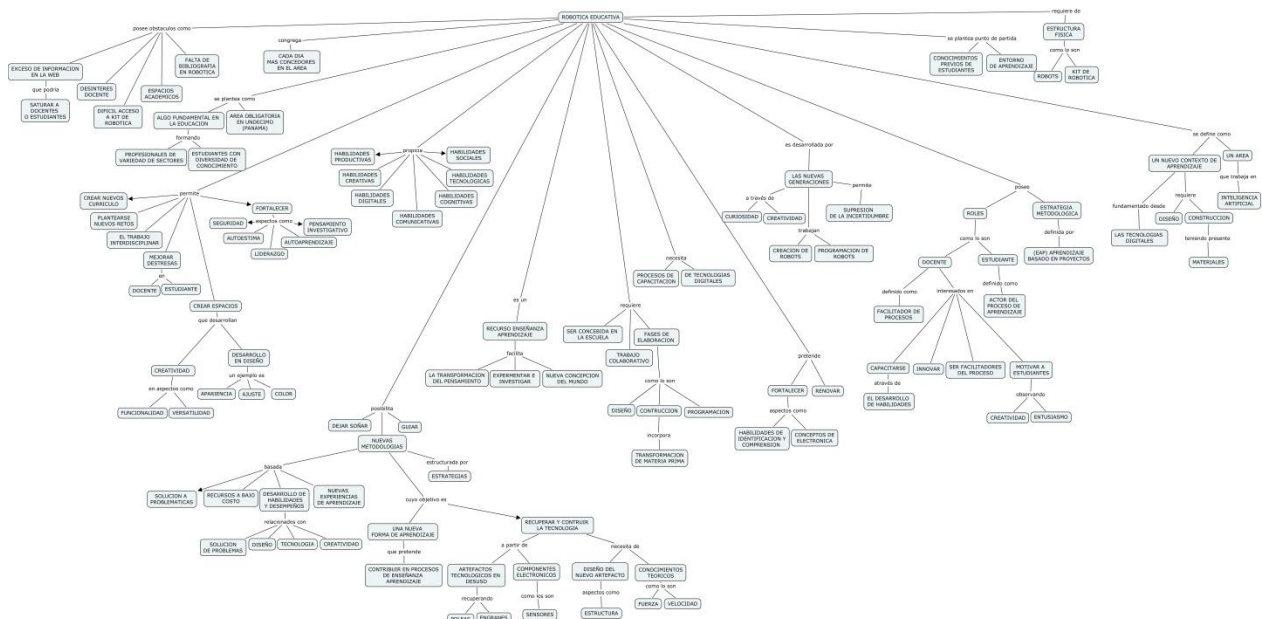 ROBOTICA EDUCATIVA
posee obstaculos como
EXCESO DE INFORMACION
EN LA WEB
que podria
SATURAR A
DOCENTES
O ESTUDIANTES
DESINTERES
DOCENTE
DIFICIL ACCESO
A KIT DE
ROBOTICA
ESPACIOS
ACADEMICOS
FALTA DE
BIBLIOGRAFIA
EN ROBOTICA
congrega
CADA DIA
MAS CONCEDORES
EN EL AREA
se plantea como
ALGO FUNDAMENTAL EN
LA EDUCACION
AREA OBLIGATORIA
EN UNDECIMO
(PANAMA)
formando
PROFESIONALES DE
VARIEDAD DE SECTORES
ESTUDIANTES CON
DIVERSIDAD DE
CONOCIMIENTO
permite
CREAR NUEVOS
CURRICULO
PLANTEARSE
NUEVOS RETOS
EL TRABAJO
INTERDISCIPLINAR
MEJORAR
DESTRESAS
en
DOCENTE
ESTUDIANTE
FORTALECER
aspectos como
SEGURIDAD
AUTOESTIMA
LIDERAZGO
AUTOAPRENDIZAJE
PENSAMIENTO
INVESTIGATIVO
CREAR ESPACIOS
que desarrollan
CREATIVIDAD
en aspectos como
FUNCIONALIDAD
VERSATILIDAD
DESARROLLO
EN DISEÑO
un ejemplo es
APARIENCIA
AJUSTE
COLOR
propicia
HABILIDADES
PRODUCTIVAS
HABILIDADES
CREATIVAS
HABILIDADES
DIGITALES
HABILIDADES
COMUNICATIVAS
HABILIDADES
COGNITIVAS
HABILIDADES
TECNOLOGICAS
HABILIDADES
SOCIALES
posibilita
DEJAR SOÑAR
GUIAR
NUEVAS
METODOLOGIAS
basada
SOLUCION A
PROBLEMATICAS
RECURSOS A BAJO
COSTO
DESARROLLO DE
HABILIDADES
Y DESEMPEÑOS
NUEVAS
EXPERIENCIAS
DE APRENDIZAJE
relacionados con
SOLUCION
DE PROBLEMAS
DISEÑO
TECNOLOGIA
CREATIVIDAD
estructurada por
ESTRATEGIAS
cuyo objetivo es
UNA NUEVA
FORMA DE APRENDIZAJE
que pretende
CONTRIBUIR EN PROCESOS
DE ENSEÑANZA
APRENDIZAJE
RECUPERAR Y CONTRUIR
LA TECNOLOGIA
a partir de
ARTEFACTOS
TECNOLOGICOS EN
DESUSO
recuperando
COMPONENTES
ELECTRONICOS
como los son
SENSORES
necesita de
DISEÑO DEL
NUEVO ARTEFACTO
aspectos como
ESTRUCTURA
CONOCIMIENTOS
TEORICOS
como lo son
FUERZA
VELOCIDAD
es un
RECURSO ENSEÑANZA
APRENDIZAJE
facilita
LA TRANSFORMACION
DEL PENSAMIENTO
EXPERMENTAR E
INVESTIGAR
NUEVA CONCEPCION
DEL MUNDO
requiere
SER CONCEBIDA EN
LA ESCUELA
TRABAJO
COLABORATIVO
FASES DE
ELABORACION
como lo son
DISEÑO
CONTRUCCION
PROGRAMACION
incorpora
TRANSFORMACION
DE MATERIA PRIMA
necesita
PROCESOS DE
CAPACITACION
DE TECNOLOGIAS
DIGITALES
pretende
FORTALECER
RENOVAR
aspectos como
HABILIDADES DE
IDENTIFICACION Y
COMPRENSION
CONCEPTOS DE
ELECTRONICA
es desarrollada por
LAS NUEVAS
GENERACIONES
a través de
CURIOSIDAD
CREATIVIDAD
permite
SUPRESION
DE LA INCERTIDUMBRE
trabajan
CREACION DE
ROBOTS
PROGRAMACION DE
ROBOTS
posee
ROLES
como lo son
DOCENTE
definido como
FACILITADOR DE
PROCESOS
interesados en
CAPACITARSE
através de
EL DESARROLLO
DE HABILIDADES
INNOVAR
SER FACILITADORES
DEL PROCESO
MOTIVAR A
ESTUDIANTES
observando
CREATIVIDAD
ENTUSIASMO
ESTUDIANTE
definido como
ACTOR DEL
PROCESO DE
APRENDIZAJE
ESTRATEGIA
METODOLOGICA
definida por
(EAP) APRENDIZAJE
BASADO EN PROYECTOS
se plantea punto de partida
CONOCIMIENTOS
PREVIOS DE
ESTUDIANTES
ENTORNO
DE APRENDIZAJE
requiere de
ESTRUCTURA
FISICA
como lo son
ROBOTS
KIT DE
ROBOTICA
se define como
UN NUEVO CONTEXTO DE
APRENDIZAJE
fundamentado desde
LAS TECNOLOGIAS
DIGITALES
requiere
DISEÑO
CONSTRUCCION
teniendo presente
MATERIALES
UN AREA
que trabaja en
INTELIGENCIA
ARTIFICIAL